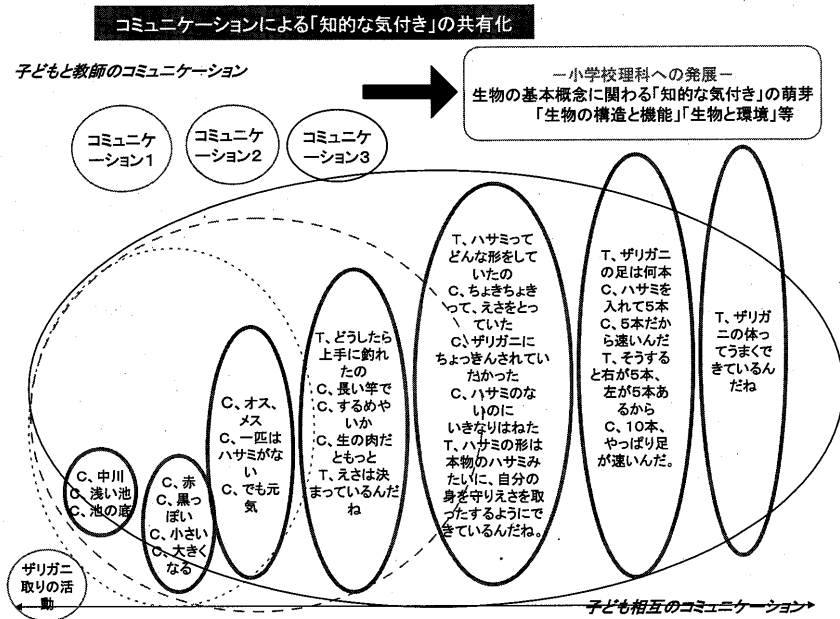 コミュニケーションによる「知的な気付き」の共有化
子どもと教師のコミュニケーション
―小学校理科への発展―
生物の基本概念に関わる「知的な気付き」の萌芽
「生物の構造と機能」「生物と環境」等
コミュニケ
ーション1
コミュニケ
ーション2
コミュニケ
ーション3
C、中川
C、浅い池
C、池の底
C、赤
C、黒っ
ぽい
C、小さい
C、大きく
なる
C、オス、
メス
C、一匹は
ハサミがな
い
C、でも元
気
T、どうしたら
上手に釣れ
たの
C、長い竿で
C、するめや
いか
C、生の肉だ
ともっと
T、えさは決
まっているんだ
ね
T、ハサミって
どんな形をして
いたの
C、ちょきちょき
って、えさをとっ
ていた
C、ザリガニに
ちょっきんされてい
たかった
C、ハサミのな
いのに
いきなりはねた
T、ハサミの形は
本物のハサミみ
たいに、自分の
身を守りえさを取
ったするようにで
きているんだね。
T、ザリガニ
の足は何本
C、ハサミを
入れて5本
C、5本だか
ら速いんだ
T、そうする
と右が5本、
左が5本あ
るから
C、10本、
やっぱり足
が速いんだ。
T、ザリガ
ニの体っ
てうまくで
きているん
だね
ザリガニ
取りの活
動
子ども相互のコミュニケーション